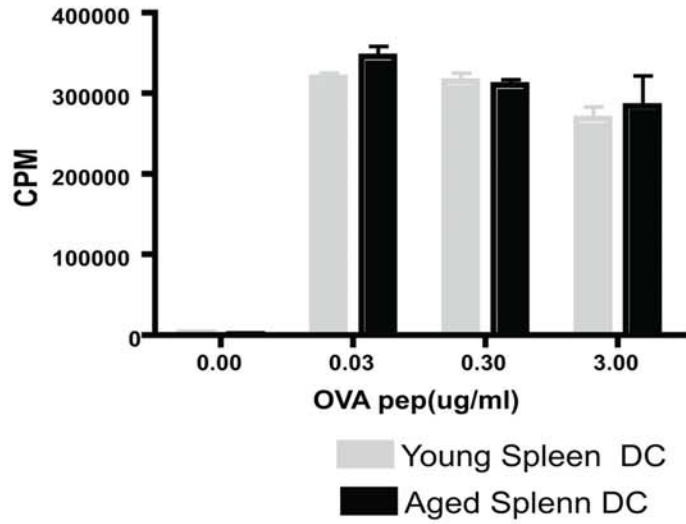 400000
300000
200000
100000
0
CPM
0.00 0.03 0.30 3.00
OVA pep(ug/ml)
Young Spleen DC
Aged Splenn DC